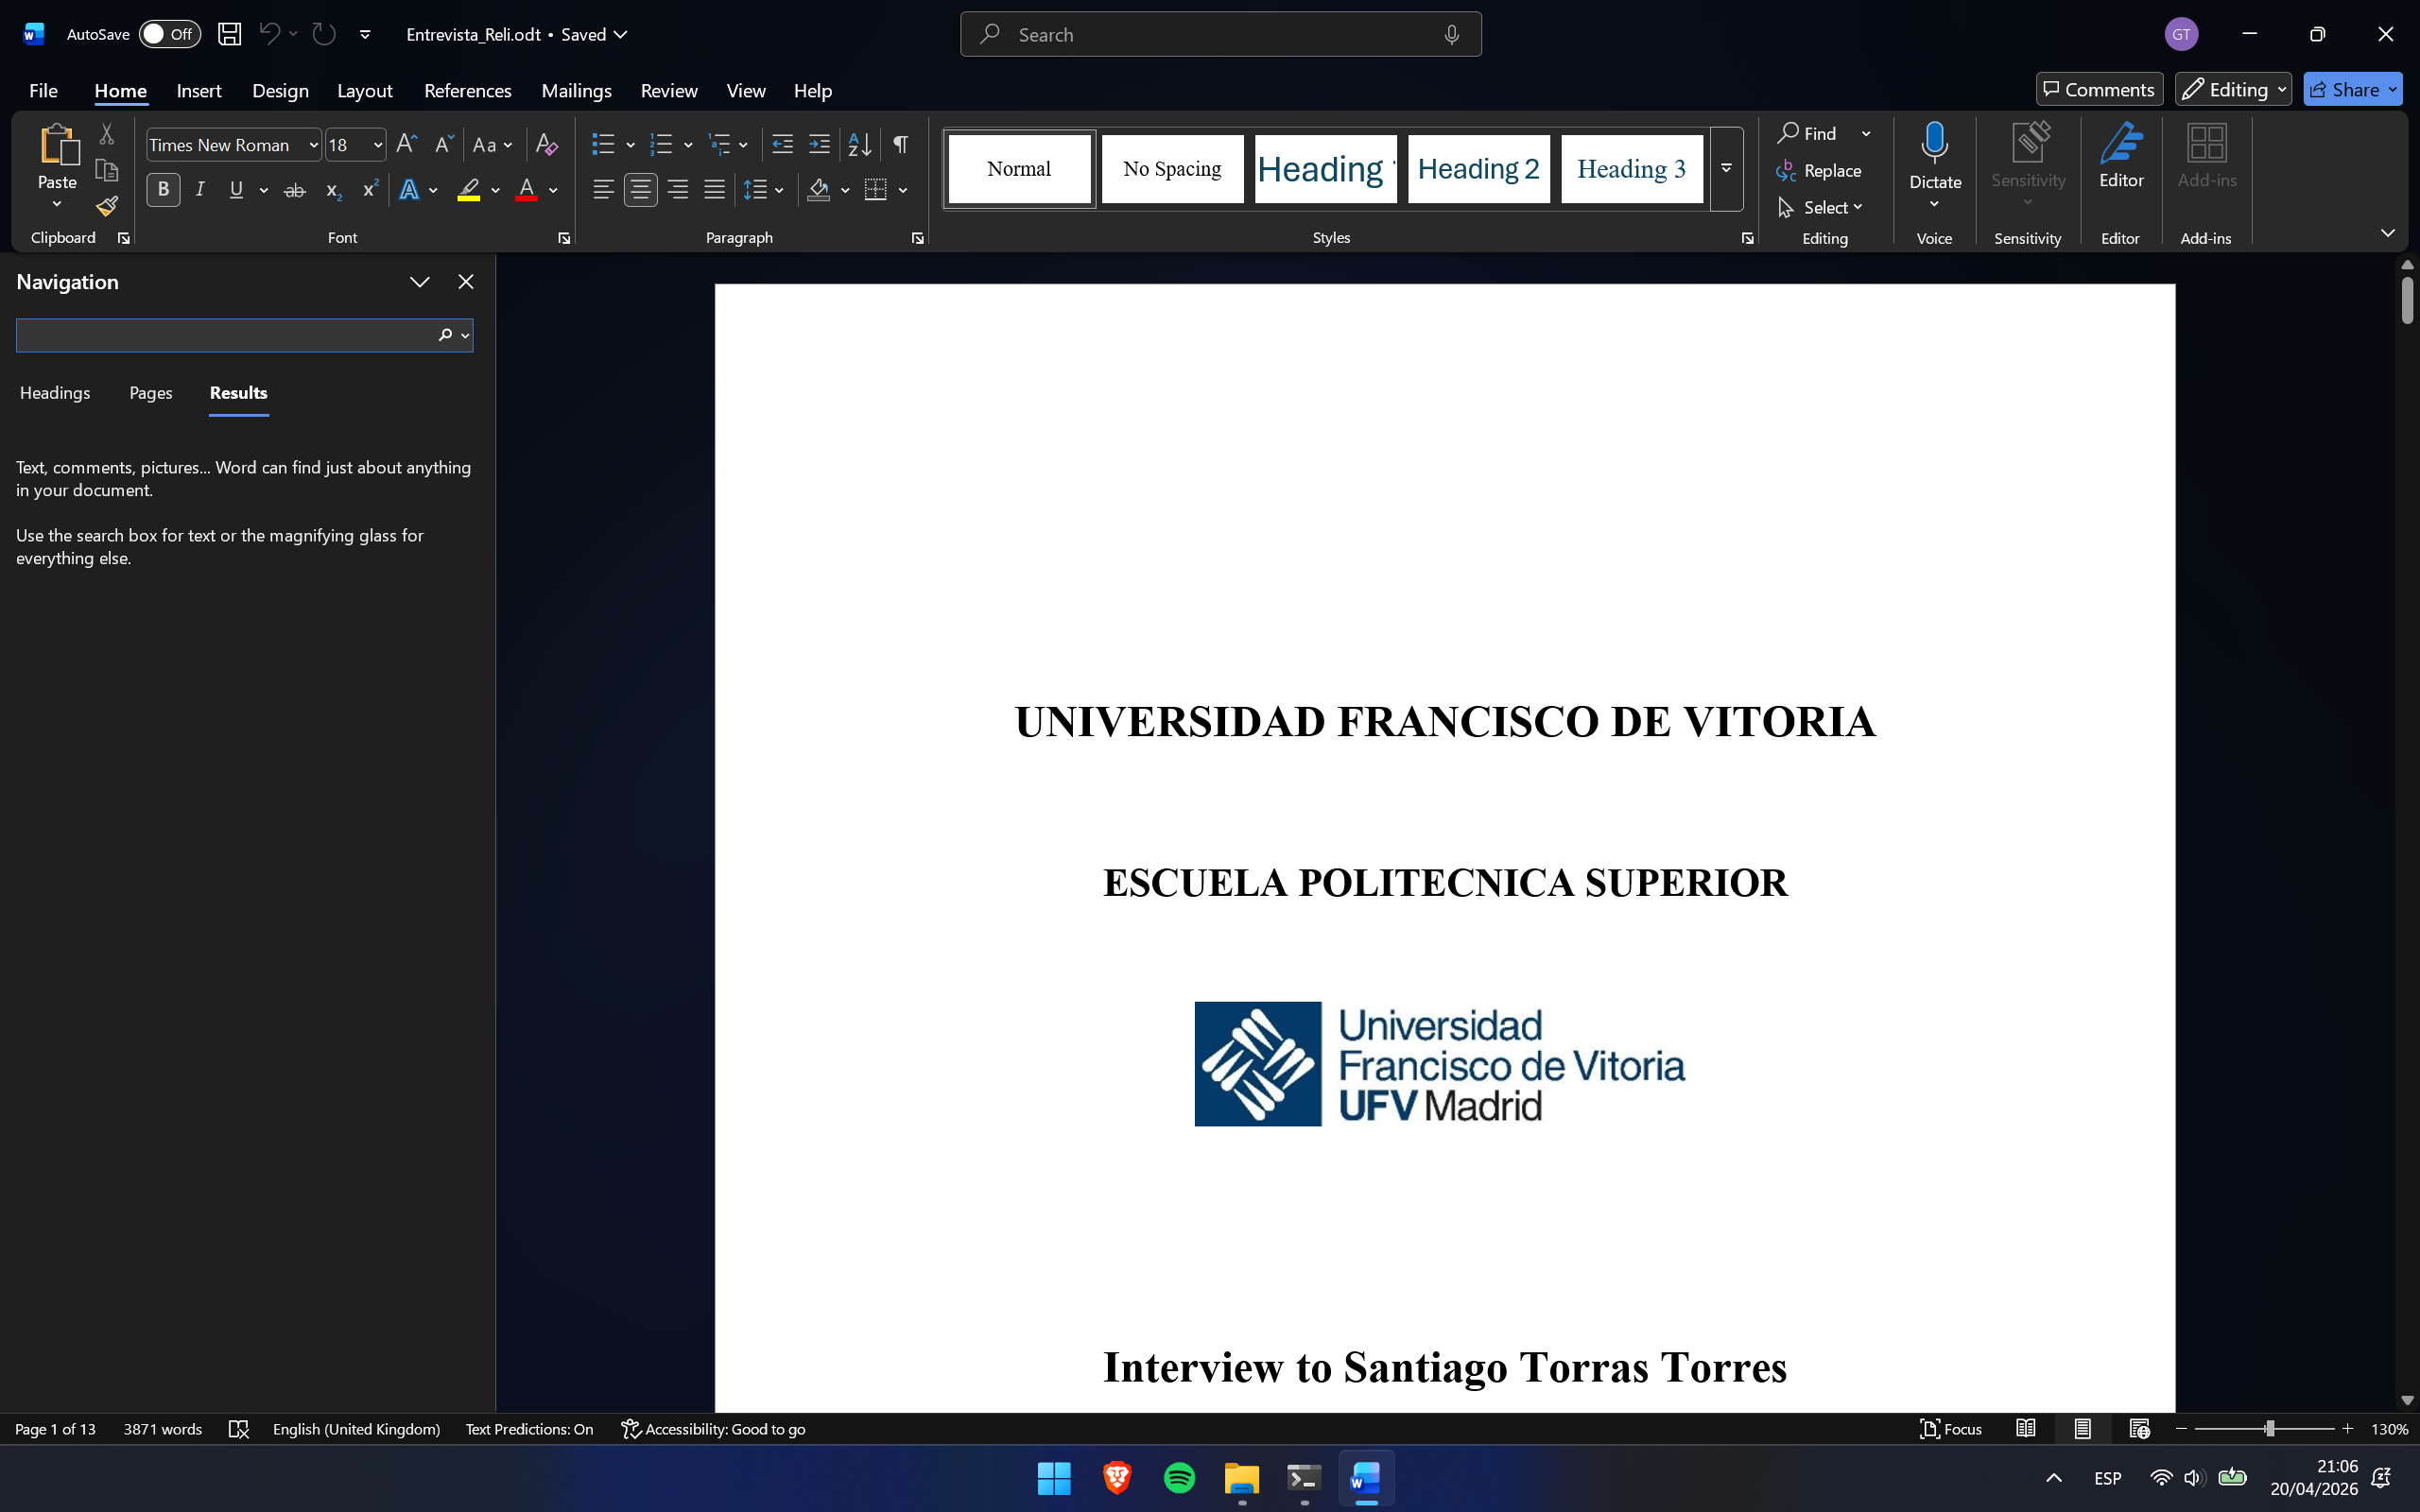 AutoSave Off Entrevista_Reli.odt • Saved Search GT
File Home Insert Design Layout References Mailings Review View Help Comments Editing Share
Paste
Clipboard
Times New Roman 18
Font
Paragraph
Normal No Spacing Heading 1 Heading 2 Heading 3
Styles
Find
Replace
Select
Editing
Dictate
Voice
Sensitivity
Sensitivity
Editor
Editor
Add-ins
Add-ins
Navigation
Headings Pages Results
Text, comments, pictures... Word can find just about anything
in your document.
Use the search box for text or the magnifying glass for
everything else.
UNIVERSIDAD FRANCISCO DE VITORIA
ESCUELA POLITECNICA SUPERIOR
Universidad
Francisco de Vitoria
UFV Madrid
Interview to Santiago Torras Torres
Page 1 of 13 3871 words English (United Kingdom) Text Predictions: On Accessibility: Good to go Focus 130%
ESP 21:06
20/04/2026